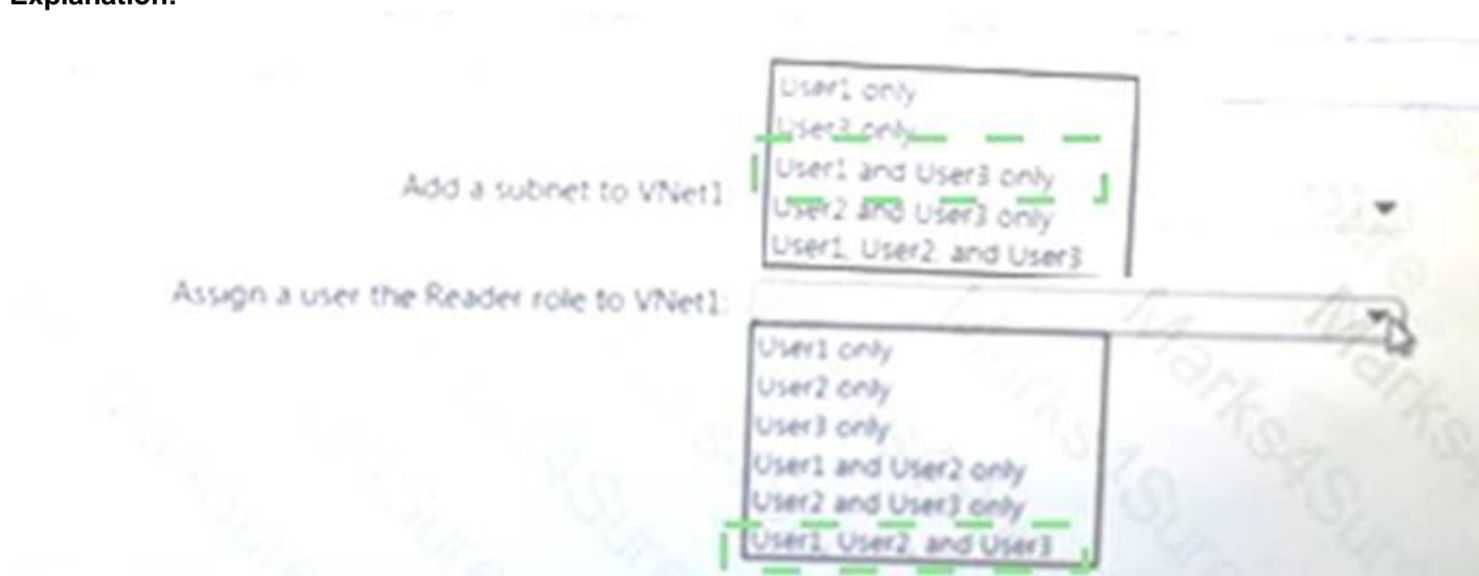 Explanation:
User1 only
User3 only
Add a subnet to VNet1
User1 and User3 only
User2 and User3 only
User1, User2, and User3
Assign a user the Reader role to VNet1:
User1 only
User2 only
User3 only
User1 and User2 only
User2 and User3 only
User1, User2, and User3
Marks4Sure